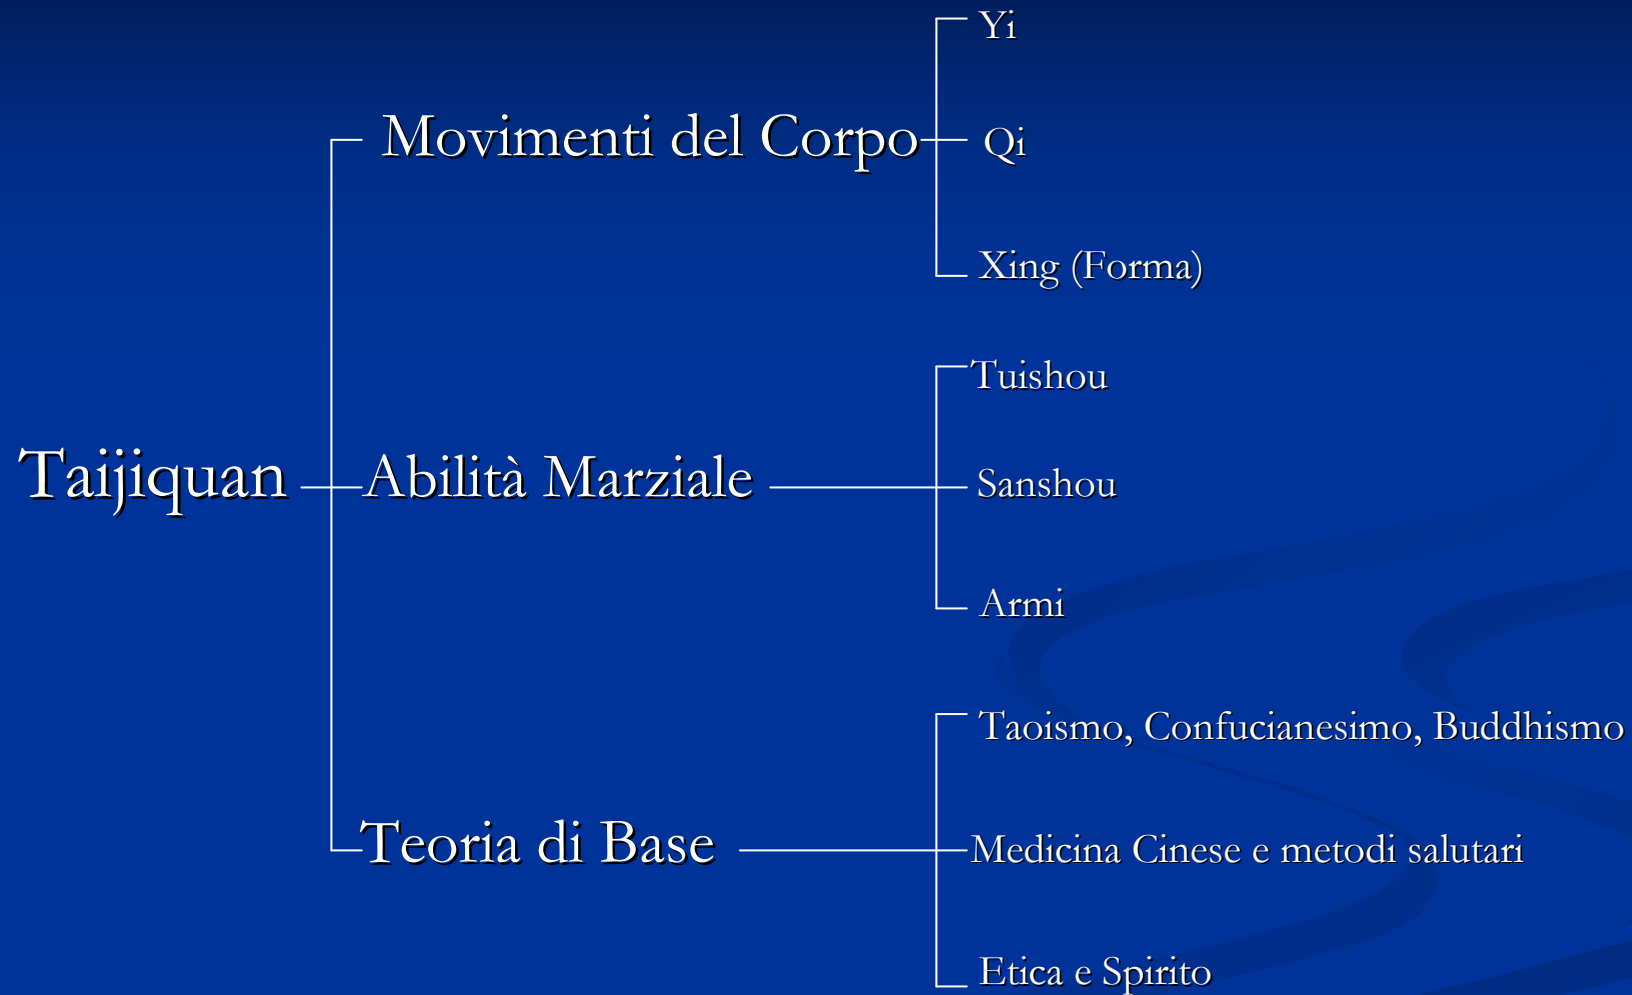 Yi
Movimenti del Corpo
Qi
Xing (Forma)
Tuishou
Taijiquan
Abilità Marziale
Sanshou
Armi
Taoismo, Confucianesimo, Buddhismo
Teoria di Base
Medicina Cinese e metodi salutari
Etica e Spirito